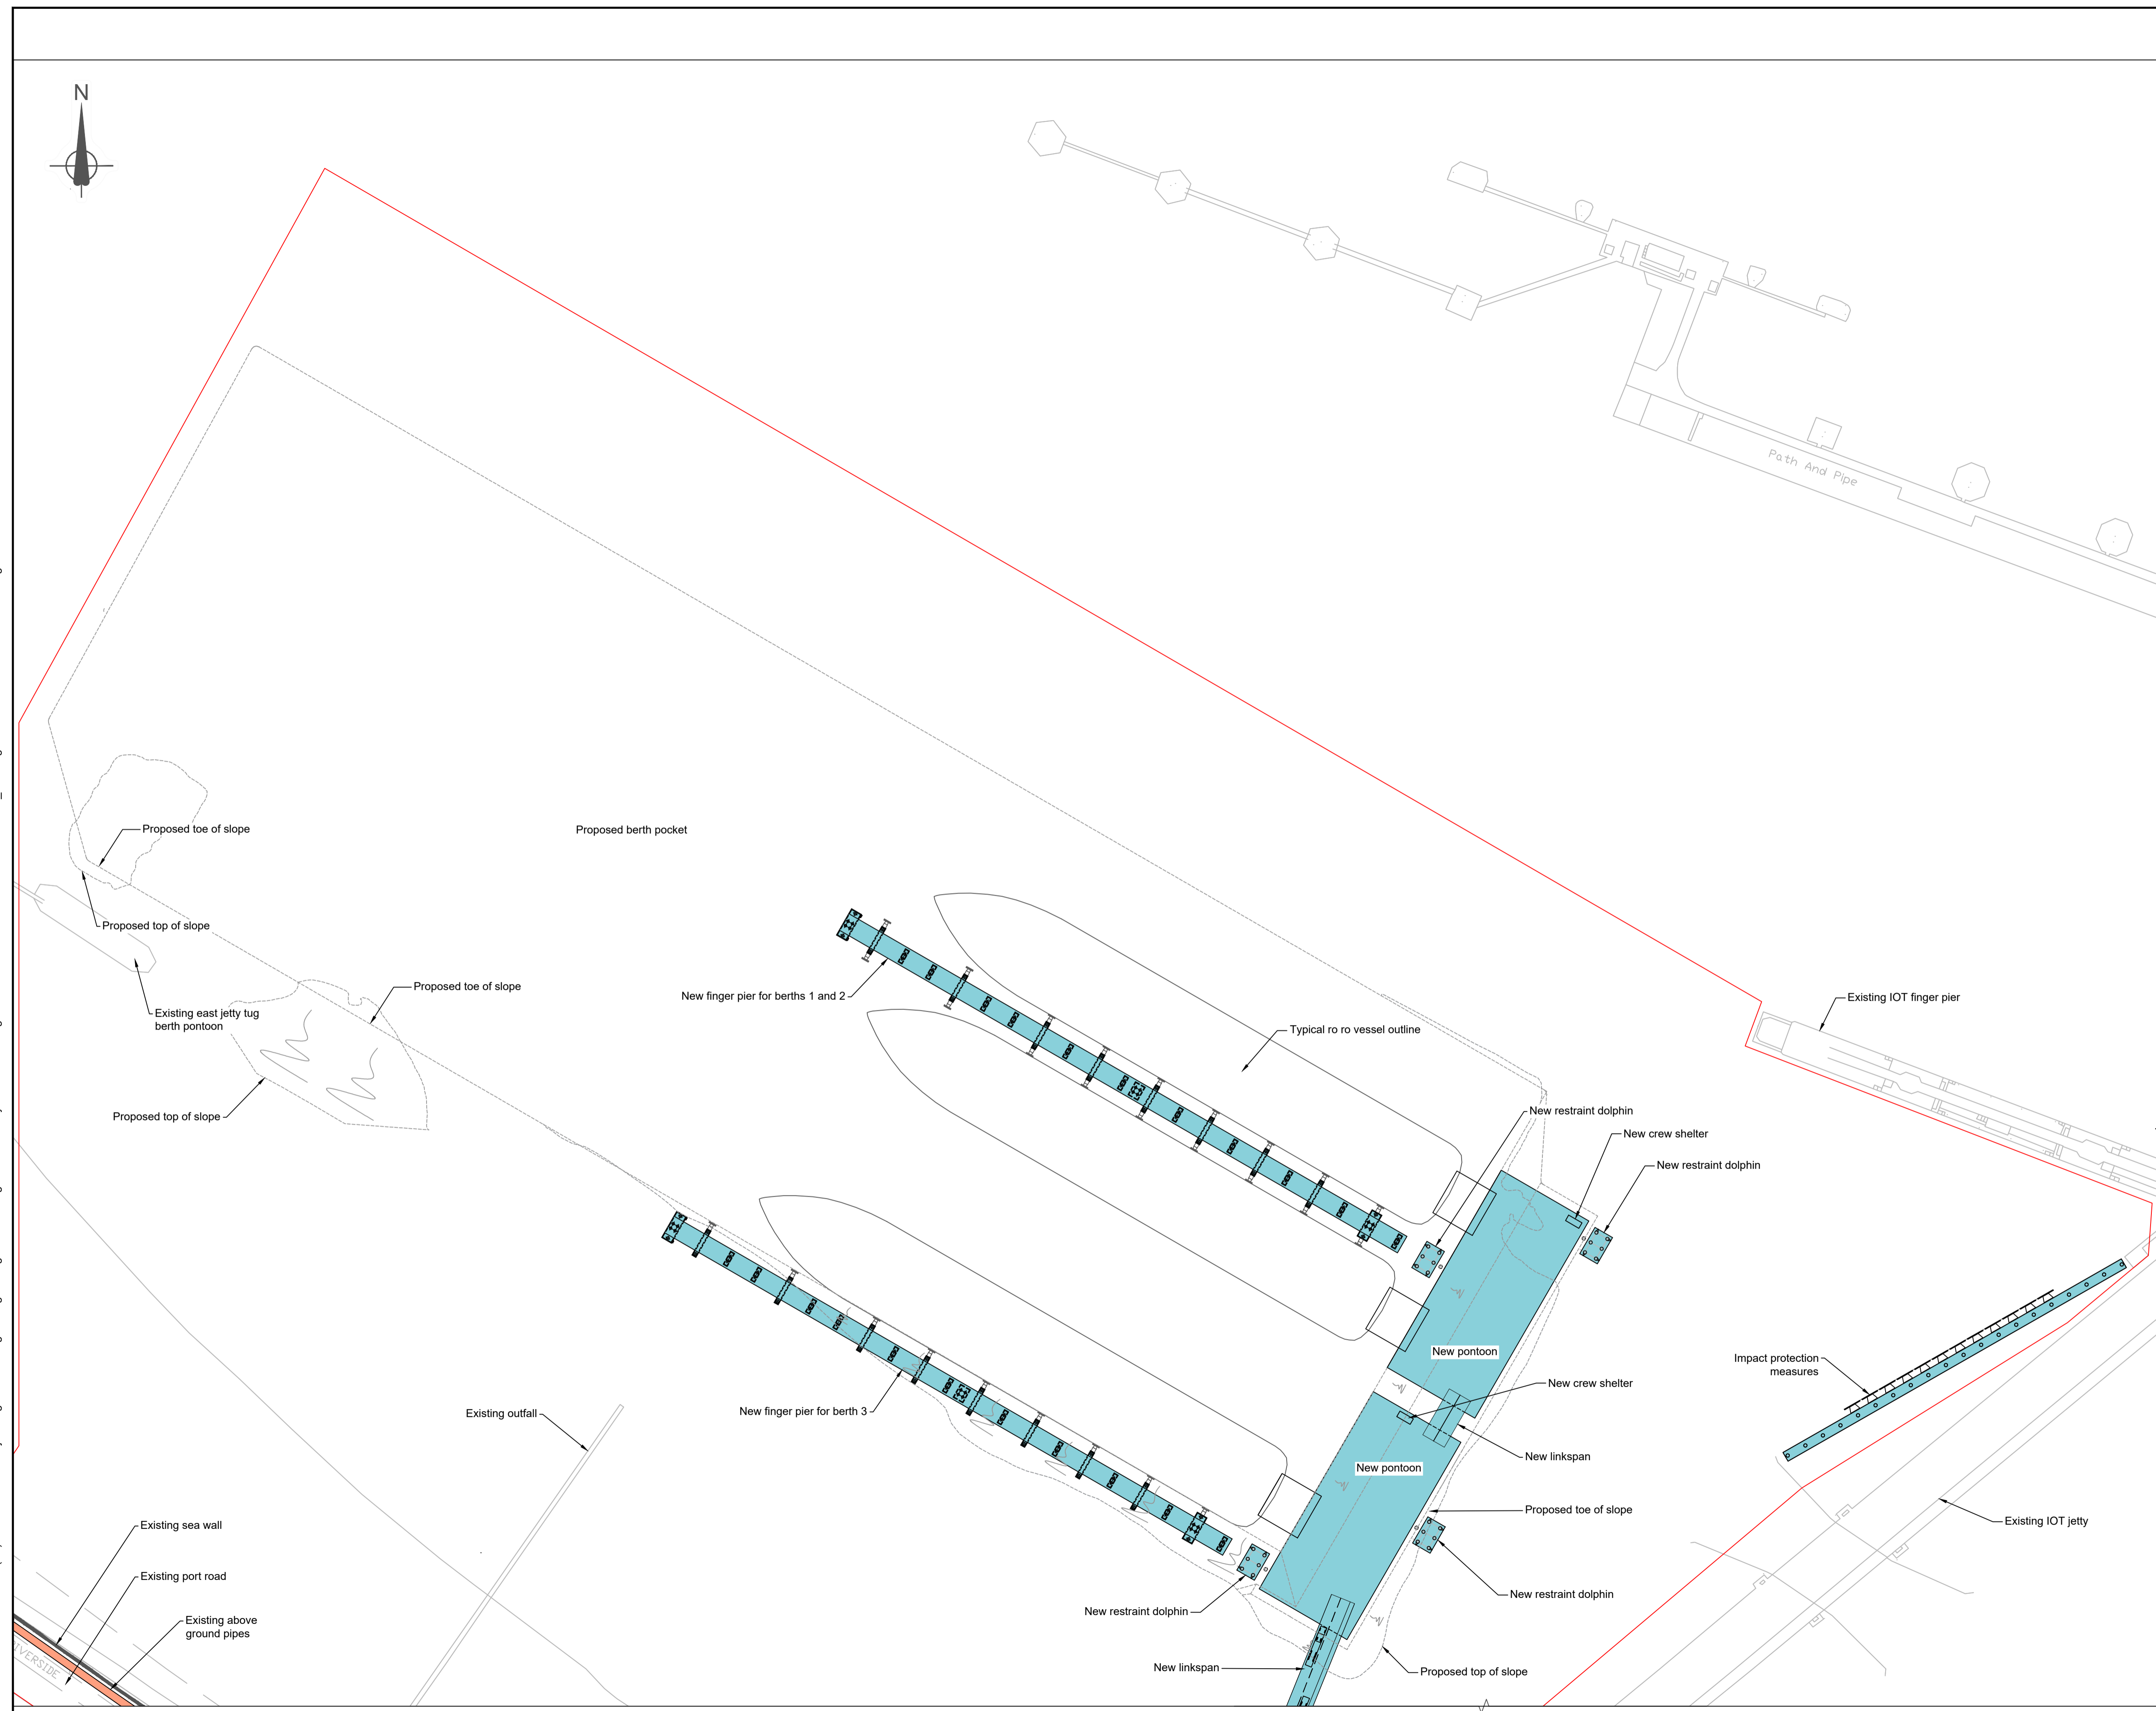 N
Path And Pipe
Proposed toe of slope
Proposed berth pocket
Proposed top of slope
Proposed toe of slope
Existing east jetty tug
berth pontoon
New finger pier for berths 1 and 2
Existing IOT finger pier
Typical ro ro vessel outline
Proposed top of slope
New restraint dolphin
New crew shelter
New restraint dolphin
New pontoon
Impact protection
measures
New crew shelter
Existing outfall
New finger pier for berth 3
New linkspan
New pontoon
Proposed toe of slope
Existing IOT jetty
Existing sea wall
Existing port road
New restraint dolphin
New restraint dolphin
Existing above
ground pipes
IVERSIDE
New linkspan
Proposed top of slope